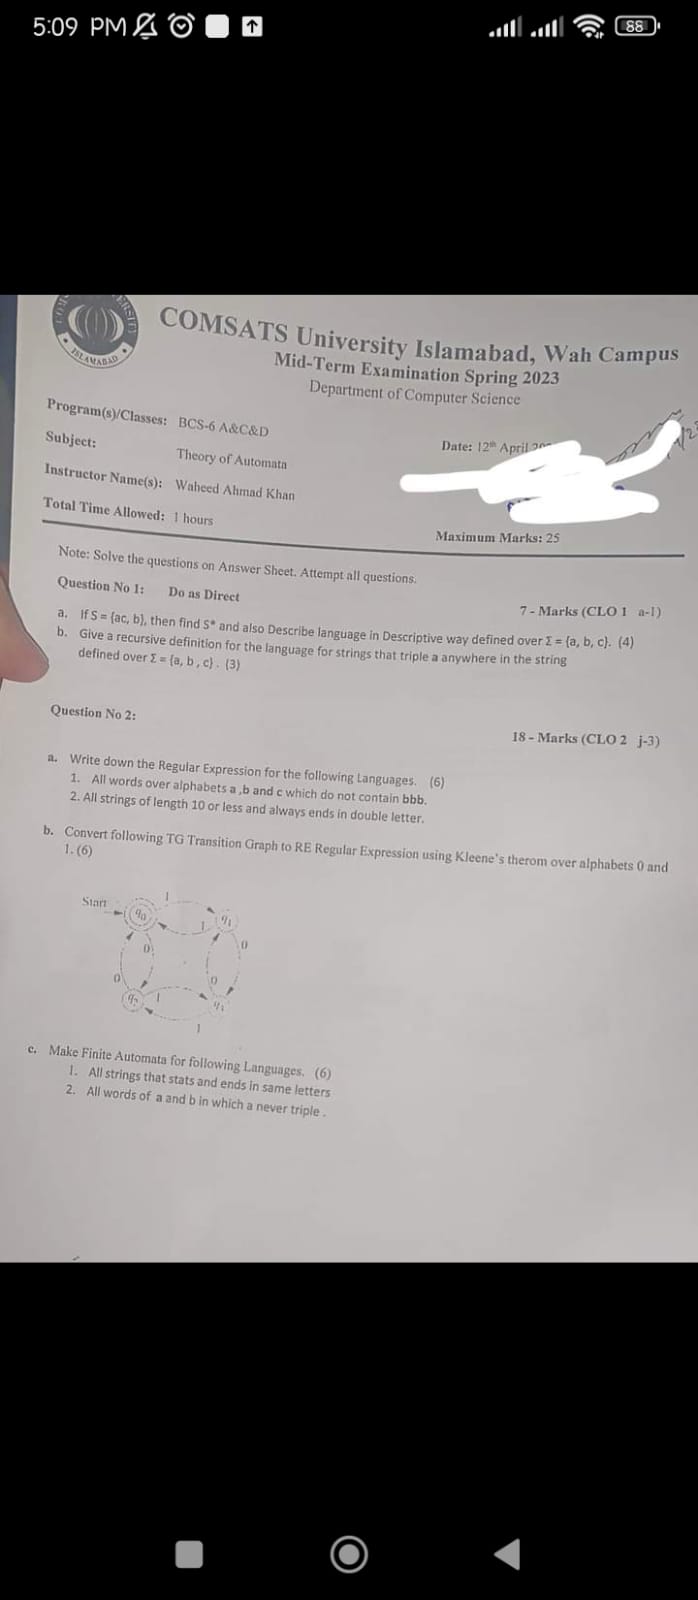 5:09 PM
88
ISLAMABAD
COMSATS University Islamabad, Wah Campus
Mid-Term Examination Spring 2023
Department of Computer Science
Program(s)/Classes: BCS-6 A&C&D
Date: 12th April
Subject: Theory of Automata
Instructor Name(s): Waheed Ahmad Khan
Total Time Allowed: 1 hours
Maximum Marks: 25
Note: Solve the questions on Answer Sheet. Attempt all questions.
Question No 1: Do as Direct
7 - Marks (CLO 1 a-1)
a. If S = {ac, b}, then find S* and also Describe language in Descriptive way defined over Σ = {a, b, c}. (4)
b. Give a recursive definition for the language for strings that triple a anywhere in the string
defined over Σ = {a, b , c} . (3)
Question No 2:
18 - Marks (CLO 2 j-3)
a. Write down the Regular Expression for the following Languages. (6)
1. All words over alphabets a ,b and c which do not contain bbb.
2. All strings of length 10 or less and always ends in double letter.
b. Convert following TG Transition Graph to RE Regular Expression using Kleene's therom over alphabets 0 and
1. (6)
Start
q0
1
1
q1
0
0
0
0
q2
1
1
c. Make Finite Automata for following Languages. (6)
1. All strings that stats and ends in same letters
2. All words of a and b in which a never triple .